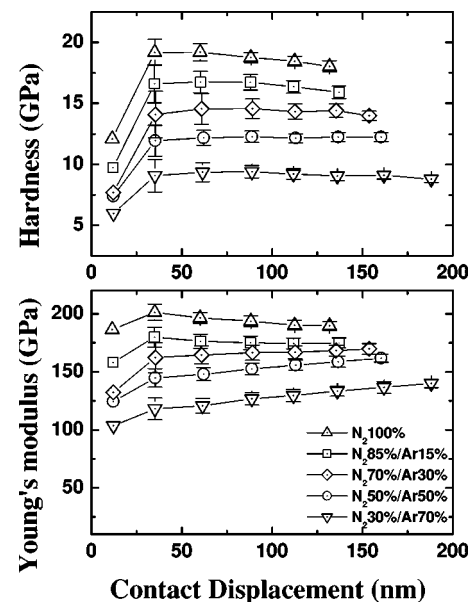 Hardness (GPa)
20
15
10
5
0
50
100
150
200
Young's modulus (GPa)
200
150
100
50
N₂100%
N₂85%/Ar15%
N₂70%/Ar30%
N₂50%/Ar50%
N₂30%/Ar70%
0
50
100
150
200
Contact Displacement (nm)